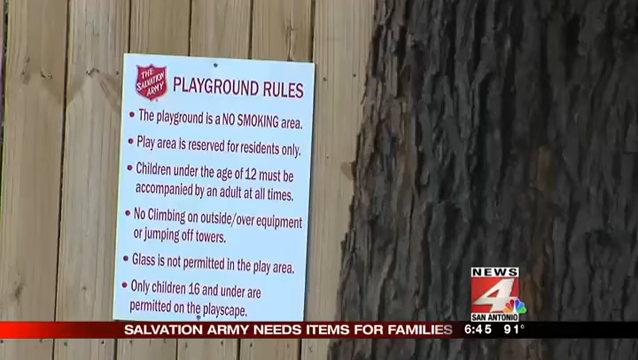 THE
SALVATION
ARMY
PLAYGROUND RULES
• The playground is a NO SMOKING area.
• Play area is reserved for residents only.
• Children under the age of 12 must be
accompanied by an adult at all times.
• No Climbing on outside/over equipment
or jumping off towers.
• Glass is not permitted in the play area.
• Only children 16 and under are
permitted on the playscape.
NEWS
4
SAN ANTONIO
SALVATION ARMY NEEDS ITEMS FOR FAMILIES 6:45 91°